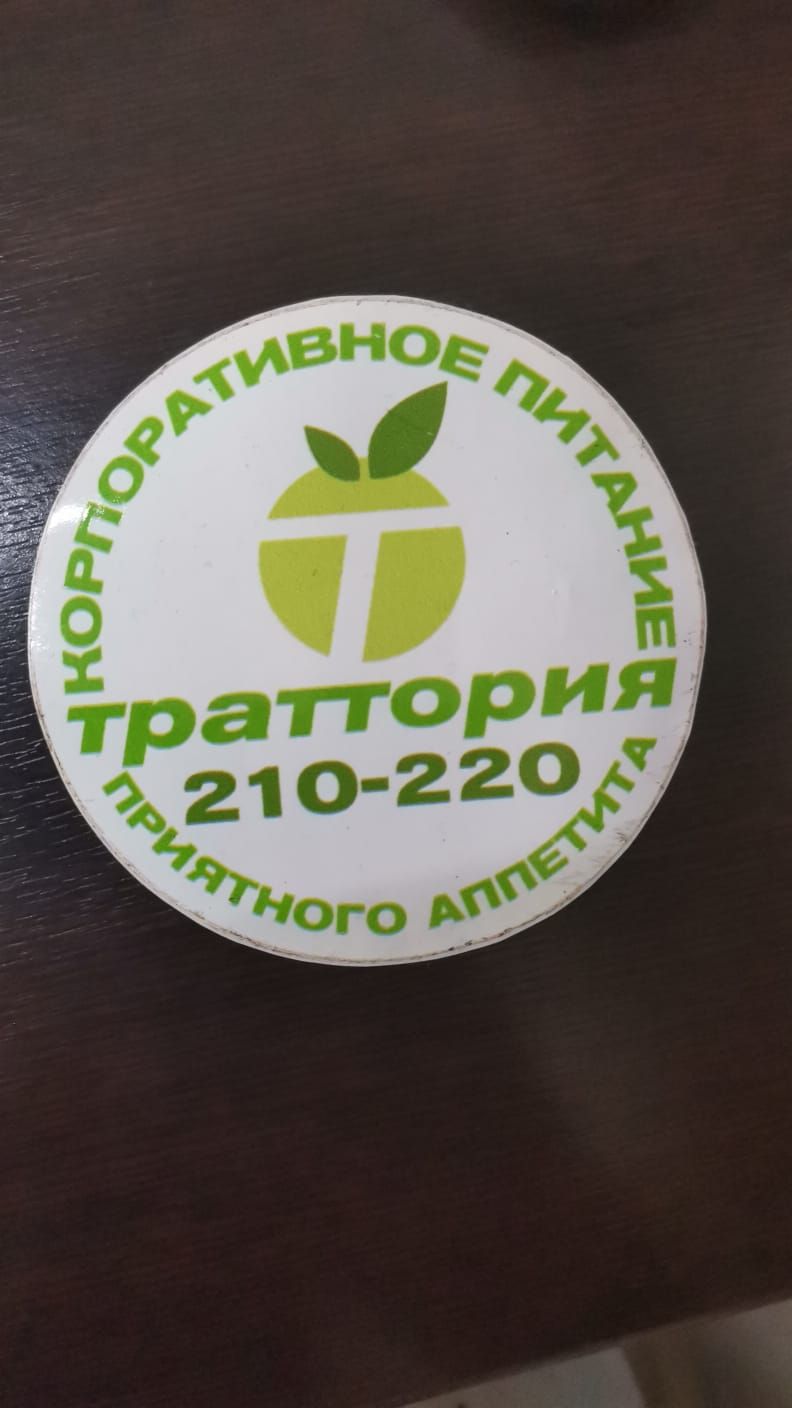 КОРПОРАТИВНОЕ ПИТАНИЕ
Т
траттория
210-220
ПРИЯТНОГО АППЕТИТА